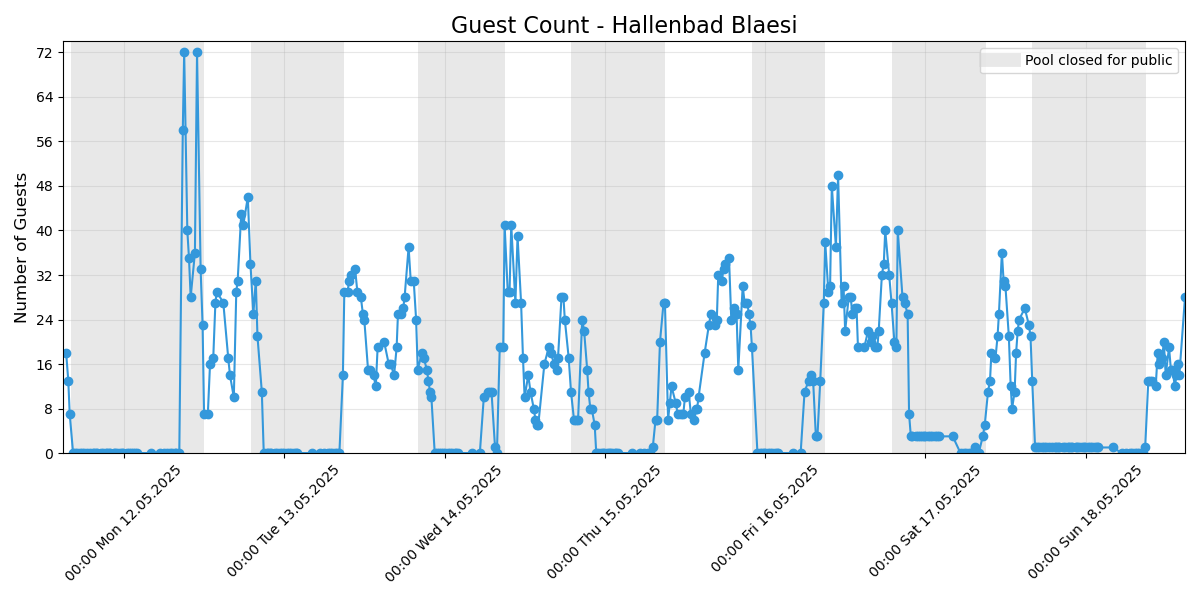 Guest Count - Hallenbad Blaesi
Pool closed for public
Number of Guests
72
64
56
48
40
32
24
16
8
0
00:00 Mon 12.05.2025
00:00 Tue 13.05.2025
00:00 Wed 14.05.2025
00:00 Thu 15.05.2025
00:00 Fri 16.05.2025
00:00 Sat 17.05.2025
00:00 Sun 18.05.2025